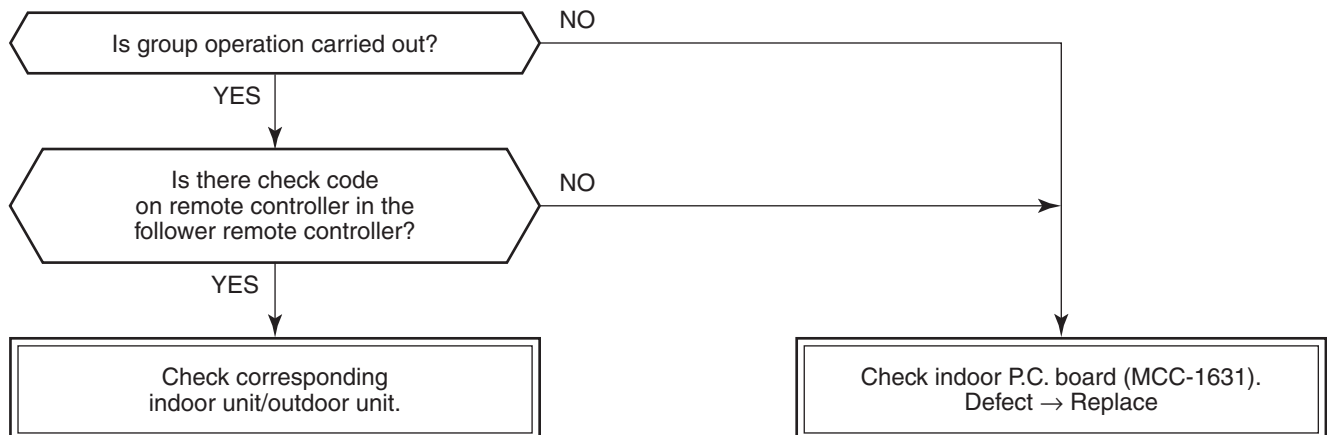 Is group operation carried out?
NO
YES
Is there check code
on remote controller in the
follower remote controller?
NO
YES
Check corresponding
indoor unit/outdoor unit.
Check indoor P.C. board (MCC-1631).
Defect → Replace